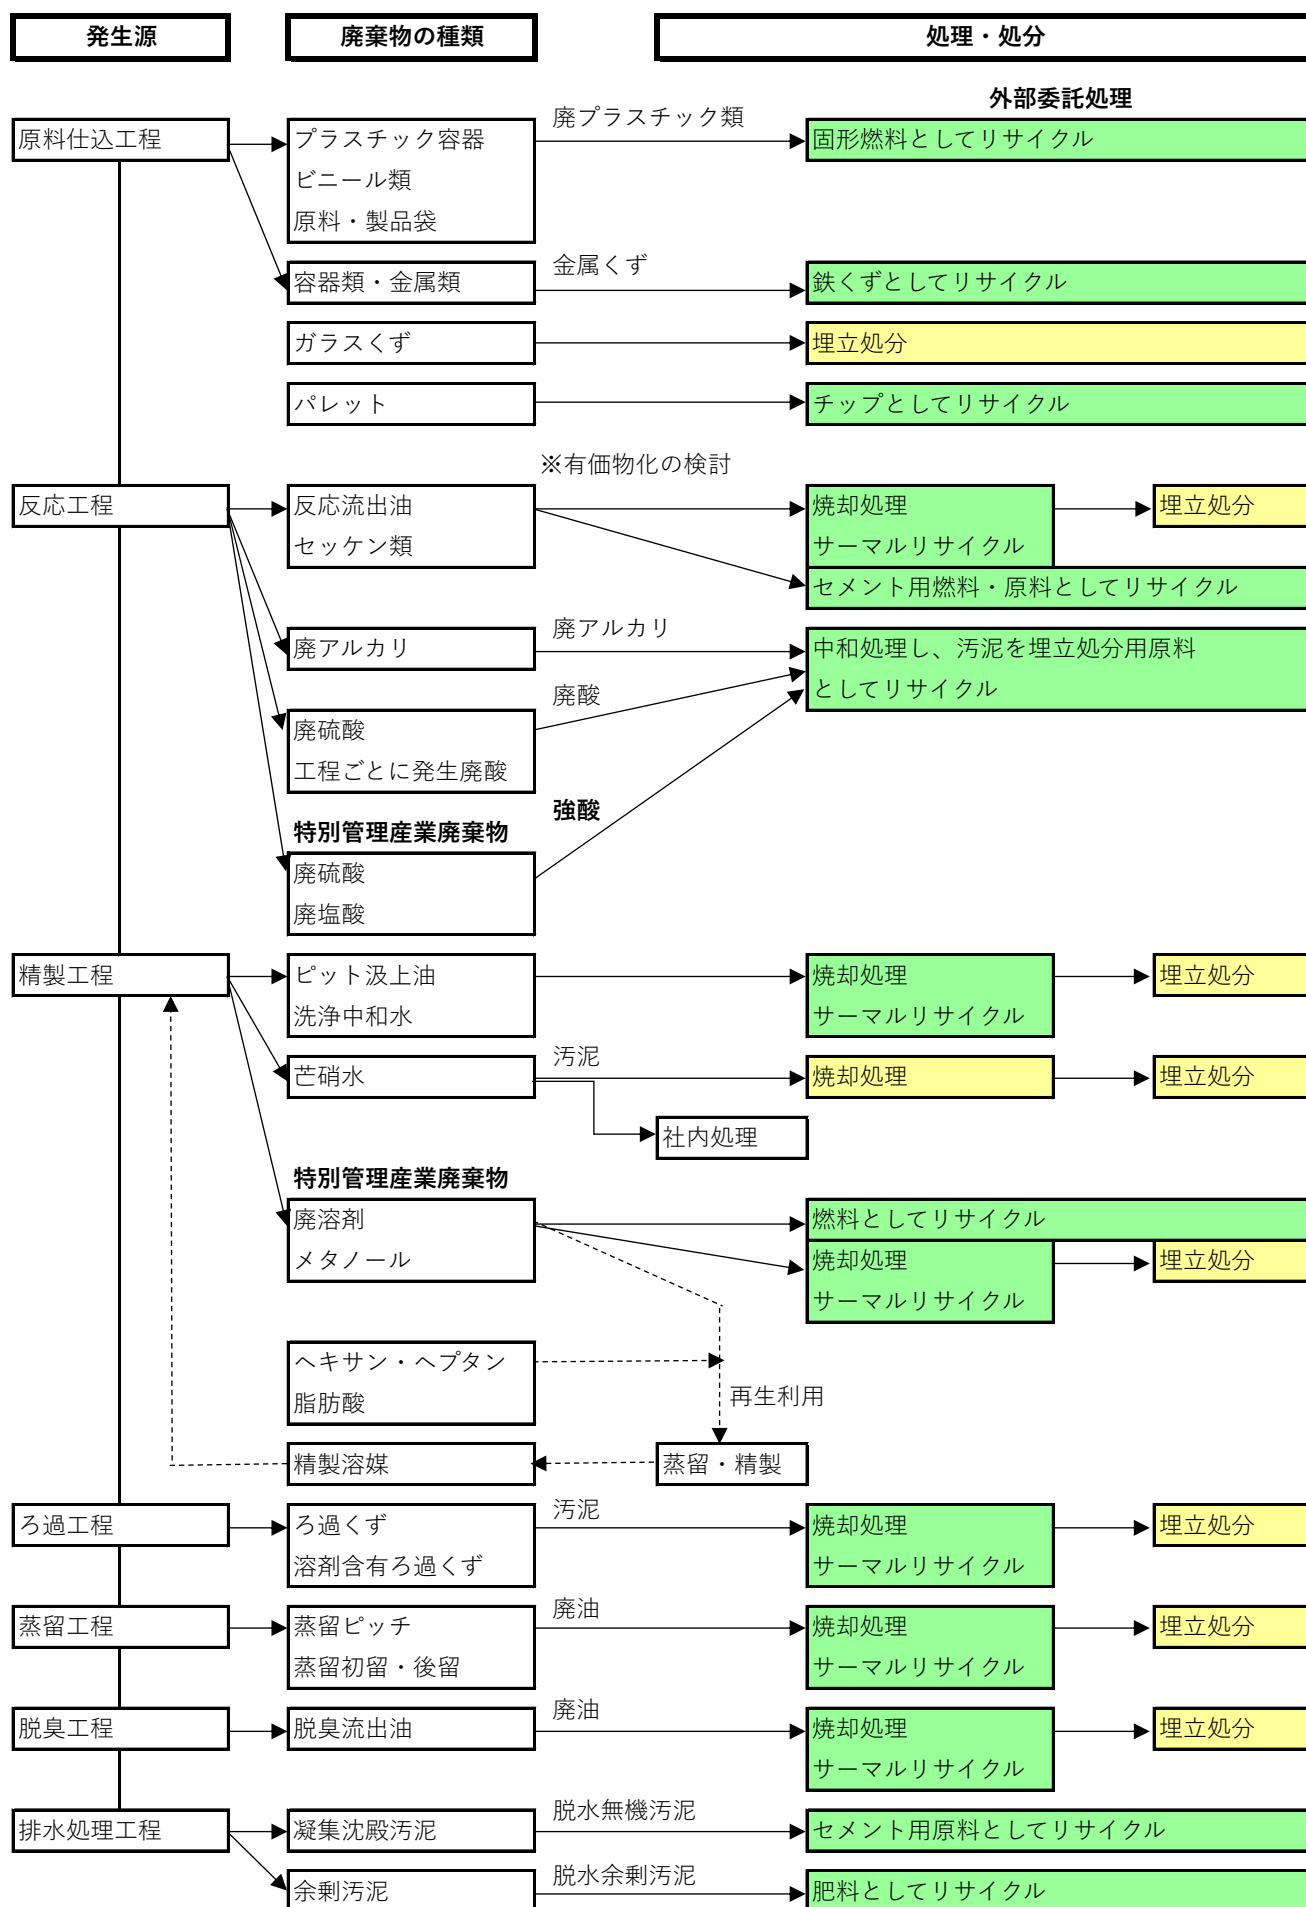 発生源
廃棄物の種類
処理・処分
外部委託処理
原料仕込工程
プラスチック容器
ビニール類
原料・製品袋
廃プラスチック類
固形燃料としてリサイクル
容器類・金属類
金属くず
鉄くずとしてリサイクル
ガラスくず
埋立処分
パレット
チップとしてリサイクル
※有価物化の検討
反応工程
反応流出油
セッケン類
焼却処理
サーマルリサイクル
埋立処分
セメント用燃料・原料としてリサイクル
廃アルカリ
廃アルカリ
中和処理し、汚泥を埋立処分用原料
としてリサイクル
廃酸
廃硫酸
工程ごとに発生廃酸
強酸
特別管理産業廃棄物
廃硫酸
廃塩酸
精製工程
ピット汲上油
洗浄中和水
焼却処理
サーマルリサイクル
埋立処分
芒硝水
汚泥
焼却処理
埋立処分
社内処理
特別管理産業廃棄物
廃溶剤
メタノール
燃料としてリサイクル
焼却処理
サーマルリサイクル
埋立処分
ヘキサン・ヘプタン
脂肪酸
再生利用
精製溶媒
蒸留・精製
ろ過工程
ろ過くず
溶剤含有ろ過くず
汚泥
焼却処理
サーマルリサイクル
埋立処分
蒸留工程
蒸留ピッチ
蒸留初留・後留
廃油
焼却処理
サーマルリサイクル
埋立処分
脱臭工程
脱臭流出油
廃油
焼却処理
サーマルリサイクル
埋立処分
排水処理工程
凝集沈殿汚泥
脱水無機汚泥
セメント用原料としてリサイクル
余剰汚泥
脱水余剰汚泥
肥料としてリサイクル